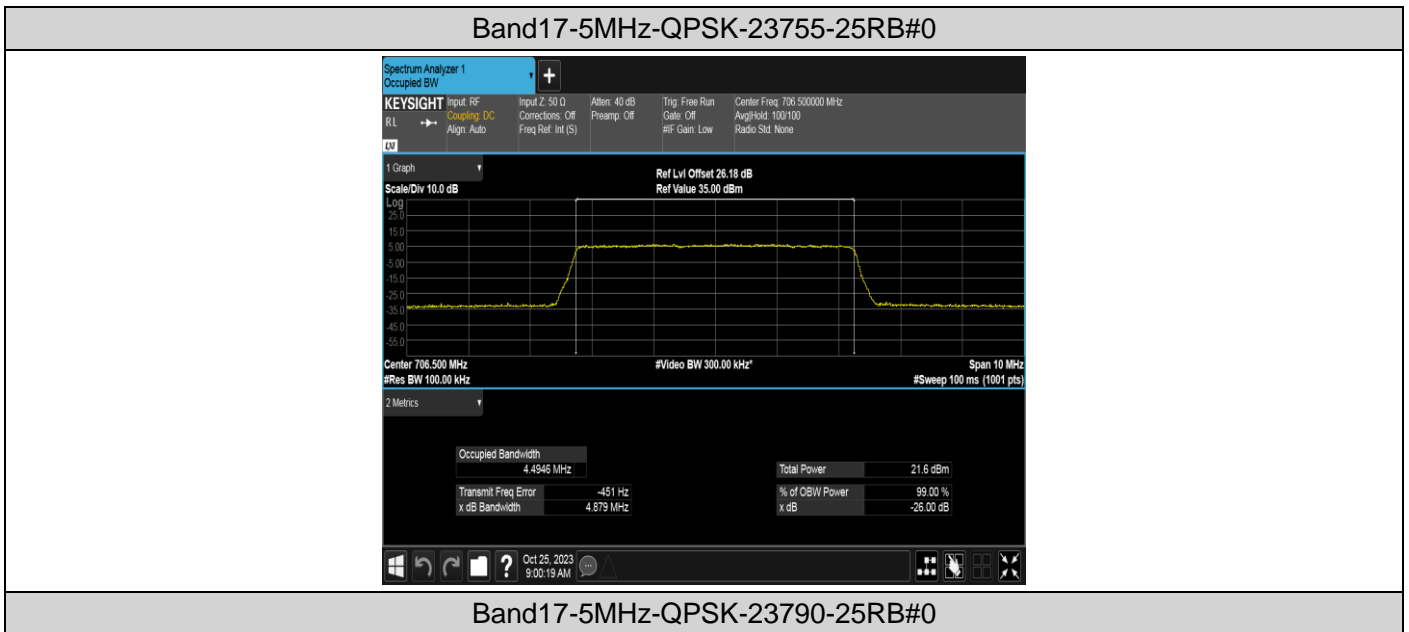 Band17-5MHz-QPSK-23755-25RB#0
Spectrum Analyzer 1
Occupied BW
+
KEYSIGHT Input: RF Input Z: 50 Ω Atten: 40 dB Trig: Free Run Center Freq: 706.500000 MHz
RL Coupling: DC Corrections: Off Preamp: Off Gate: Off Avg|Hold: 100/100
Align: Auto Freq Ref: Int (S) #IF Gain: Low Radio Std: None
1 Graph
Ref Lvl Offset 26.18 dB
Scale/Div 10.0 dB Ref Value 35.00 dBm
Log
25.0
15.0
5.00
-5.00
-15.0
-25.0
-35.0
-45.0
-55.0
Center 706.500 MHz #Video BW 300.00 kHz* Span 10 MHz
#Res BW 100.00 kHz #Sweep 100 ms (1001 pts)
2 Metrics
Occupied Bandwidth
4.4946 MHz Total Power 21.6 dBm
Transmit Freq Error -451 Hz % of OBW Power 99.00 %
x dB Bandwidth 4.879 MHz x dB -26.00 dB
? Oct 25, 2023
9:00:19 AM
Band17-5MHz-QPSK-23790-25RB#0